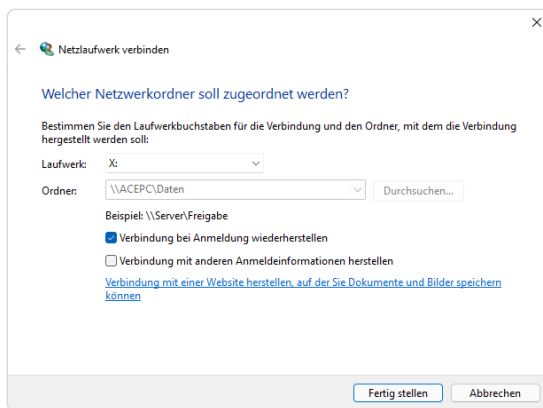 Netzlaufwerk verbinden
Welcher Netzwerkordner soll zugeordnet werden?
Bestimmen Sie den Laufwerkbuchstaben für die Verbindung und den Ordner, mit dem die Verbindung
hergestellt werden soll:
Laufwerk: X:
Ordner: \\ACEPC\Daten Durchsuchen...
Beispiel: \\Server\Freigabe
Verbindung bei Anmeldung wiederherstellen
Verbindung mit anderen Anmeldeinformationen herstellen
Verbindung mit einer Website herstellen, auf der Sie Dokumente und Bilder speichern
können
Fertig stellen Abbrechen